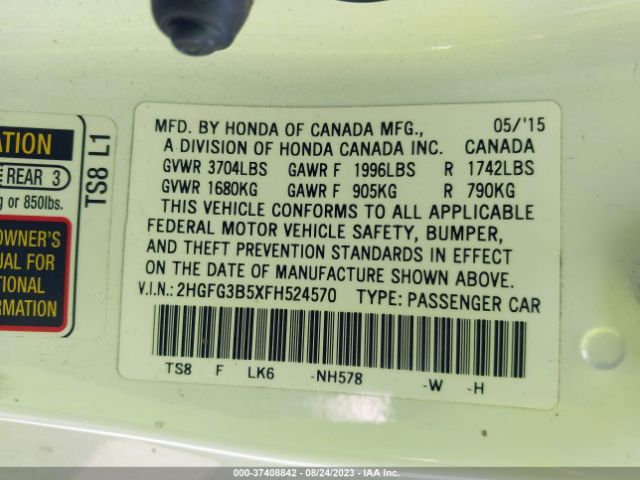 MFD. BY HONDA OF CANADA MFG., 05/'15
A DIVISION OF HONDA CANADA INC. CANADA
GVWR 3704LBS GAWR F 1996LBS R 1742LBS
GVWR 1680KG GAWR F 905KG R 790KG
THIS VEHICLE CONFORMS TO ALL APPLICABLE
FEDERAL MOTOR VEHICLE SAFETY, BUMPER,
AND THEFT PREVENTION STANDARDS IN EFFECT
ON THE DATE OF MANUFACTURE SHOWN ABOVE.
V.I.N.: 2HGFG3B5XFH524570 TYPE: PASSENGER CAR
TS8 F LK6 -NH578 -W -H
ATION
REAR 3
g or 850lbs.
OWNER'S
UAL FOR
TIONAL
RMATION
TS8 L1
000-37408842 - 08/24/2023 - IAA Inc.